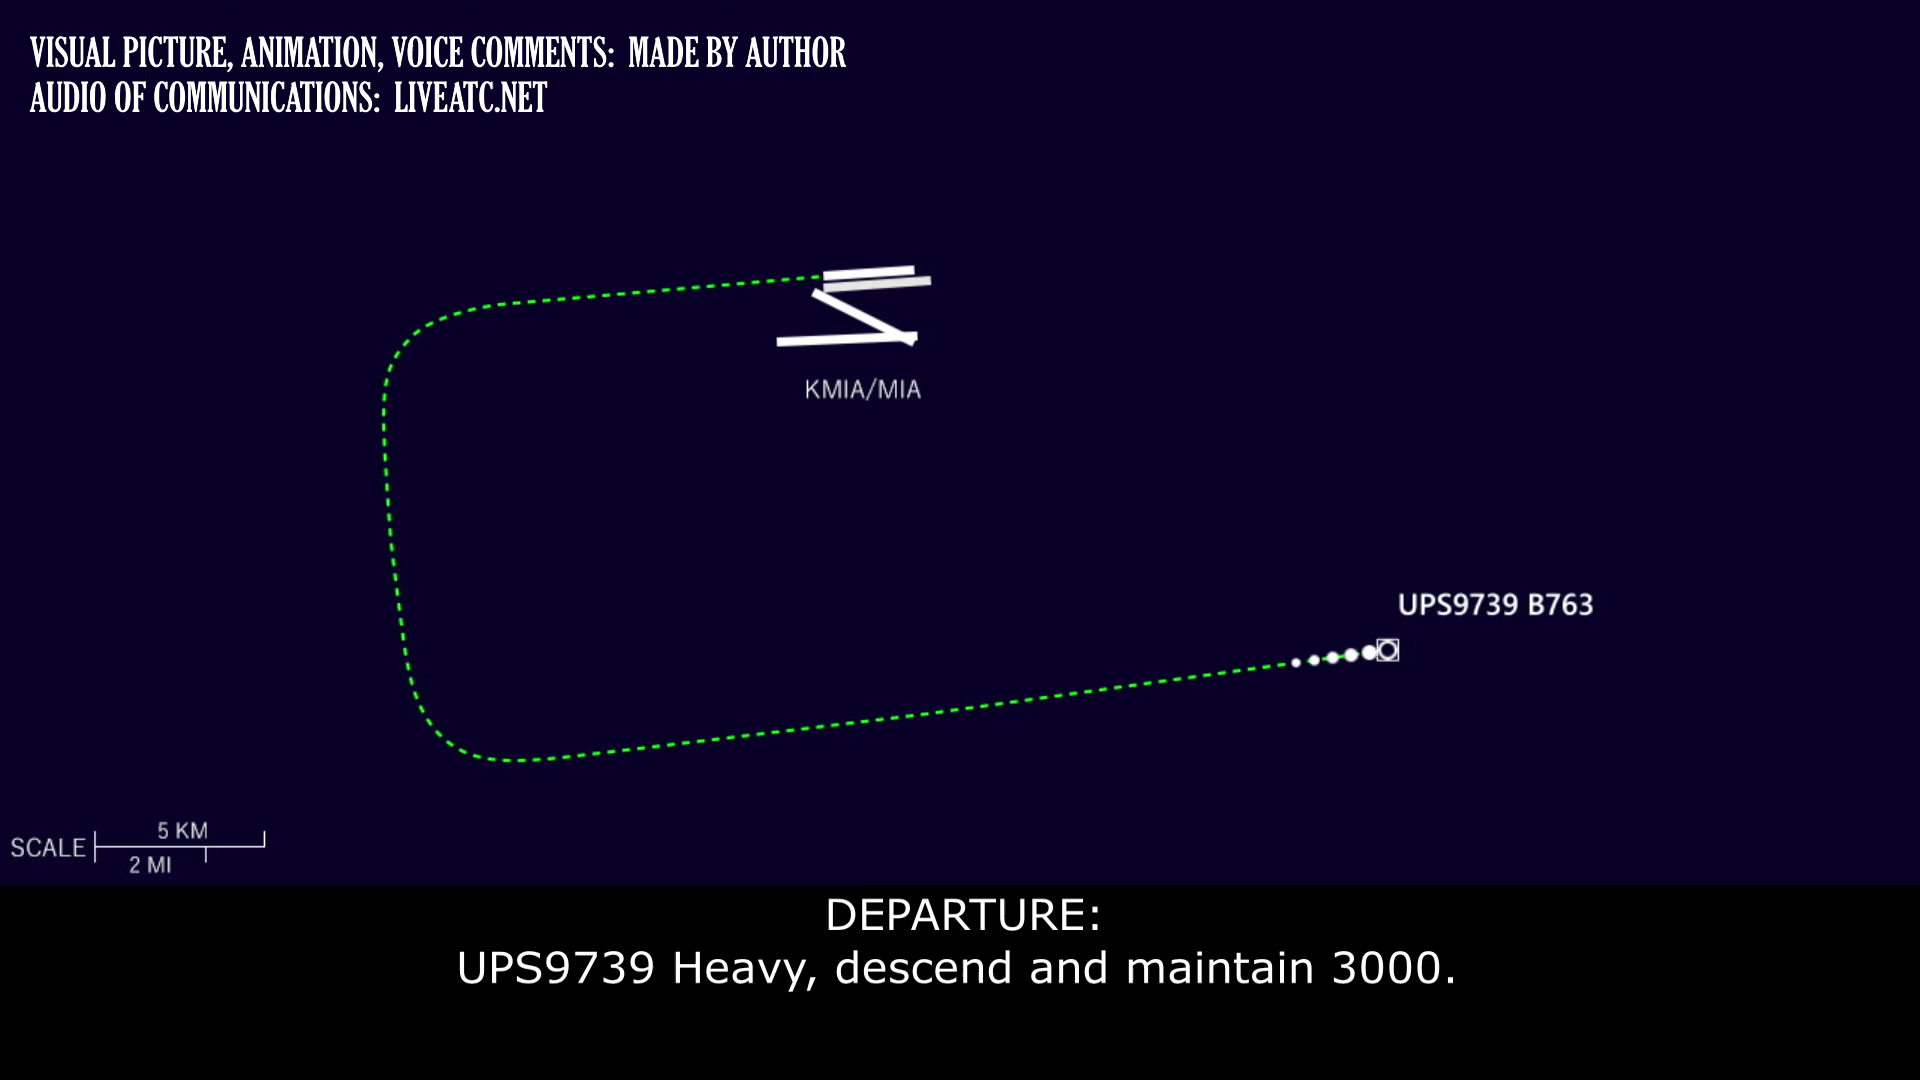 VISUAL PICTURE, ANIMATION, VOICE COMMENTS: MADE BY AUTHOR
AUDIO OF COMMUNICATIONS: LIVEATC.NET
KMIA/MIA
UPS9739 B763
5 KM
SCALE
2 MI
DEPARTURE:
UPS9739 Heavy, descend and maintain 3000.